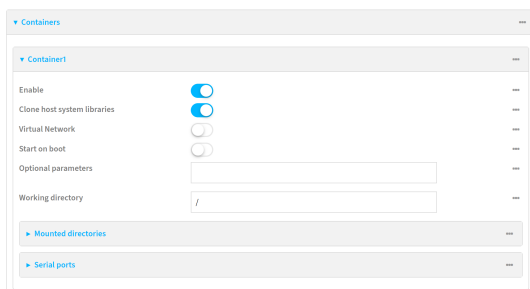 Containers
Container1
Enable
Clone host system libraries
Virtual Network
Start on boot
Optional parameters
Working directory
/
Mounted directories
Serial ports